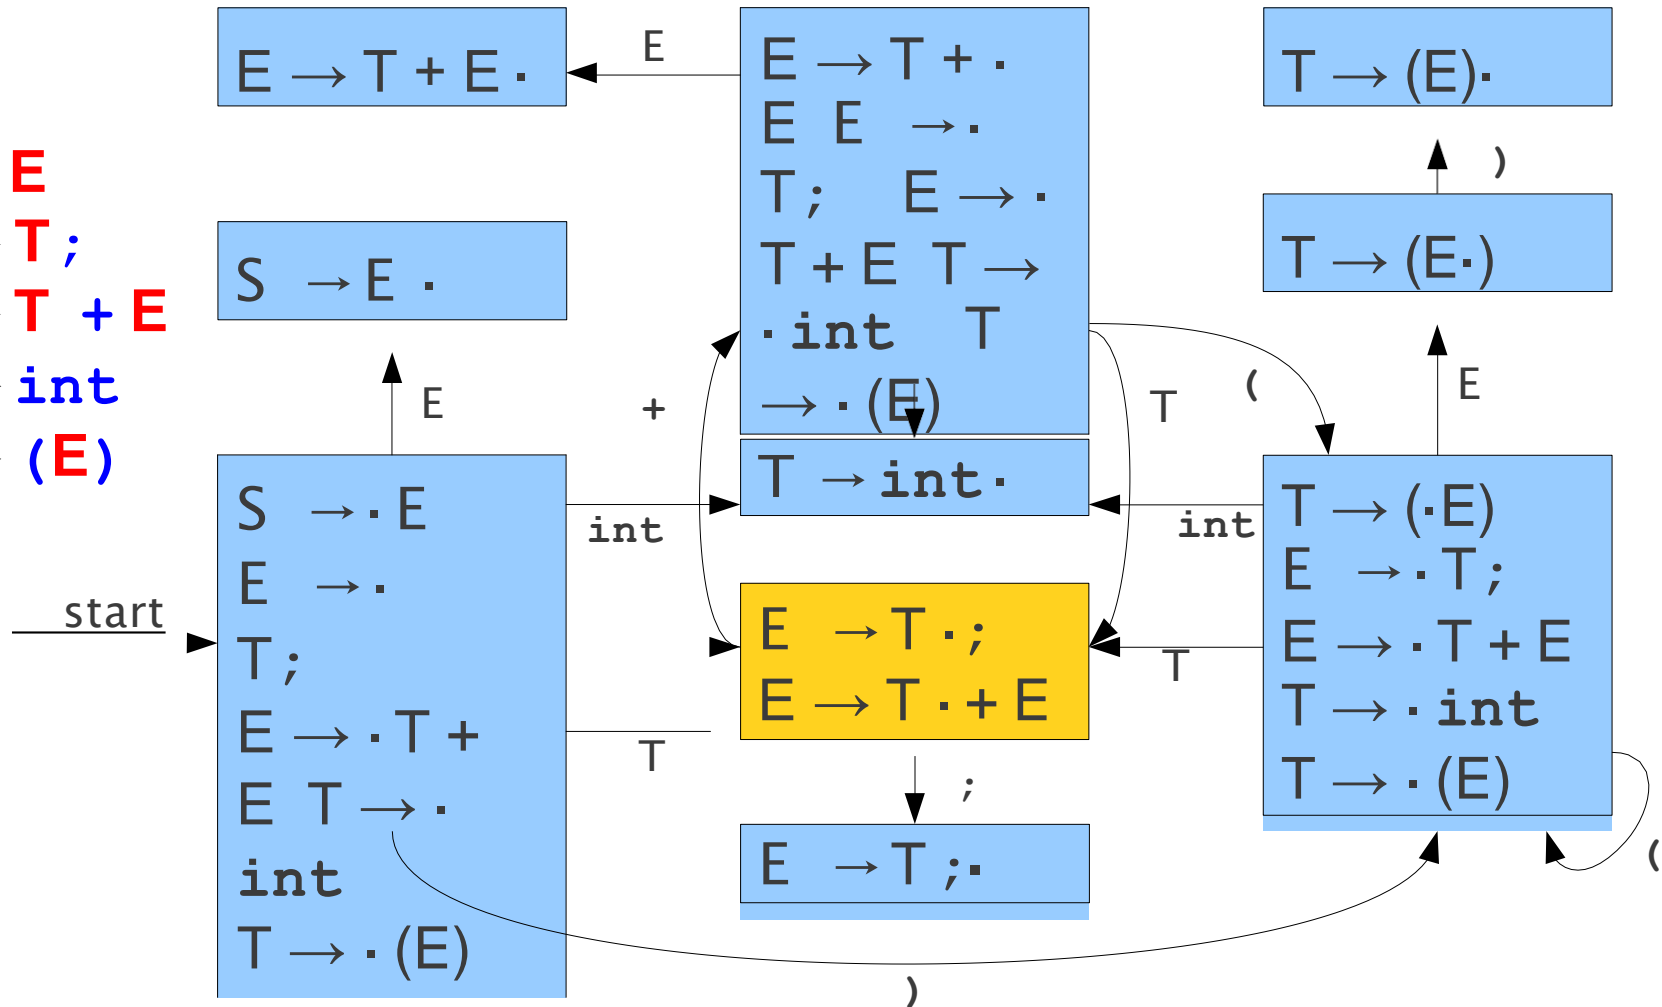 E
T ;
T + E
int
(E)
start
E → T + E ·
E
S → E ·
E
S → · E
E → ·
T ;
E → · T +
E T → ·
int
T → · (E)
int
T
+
E → T + ·
E E → ·
T ; E → ·
T + E T →
· int T
→ · (E)
T → int ·
E → T · ;
E → T · + E
;
E → T ; ·
)
T
(
int
T
T → (E) ·
)
T → (E · )
E
T → ( · E)
E → · T ;
E → · T + E
T → · int
T → · (E)
(